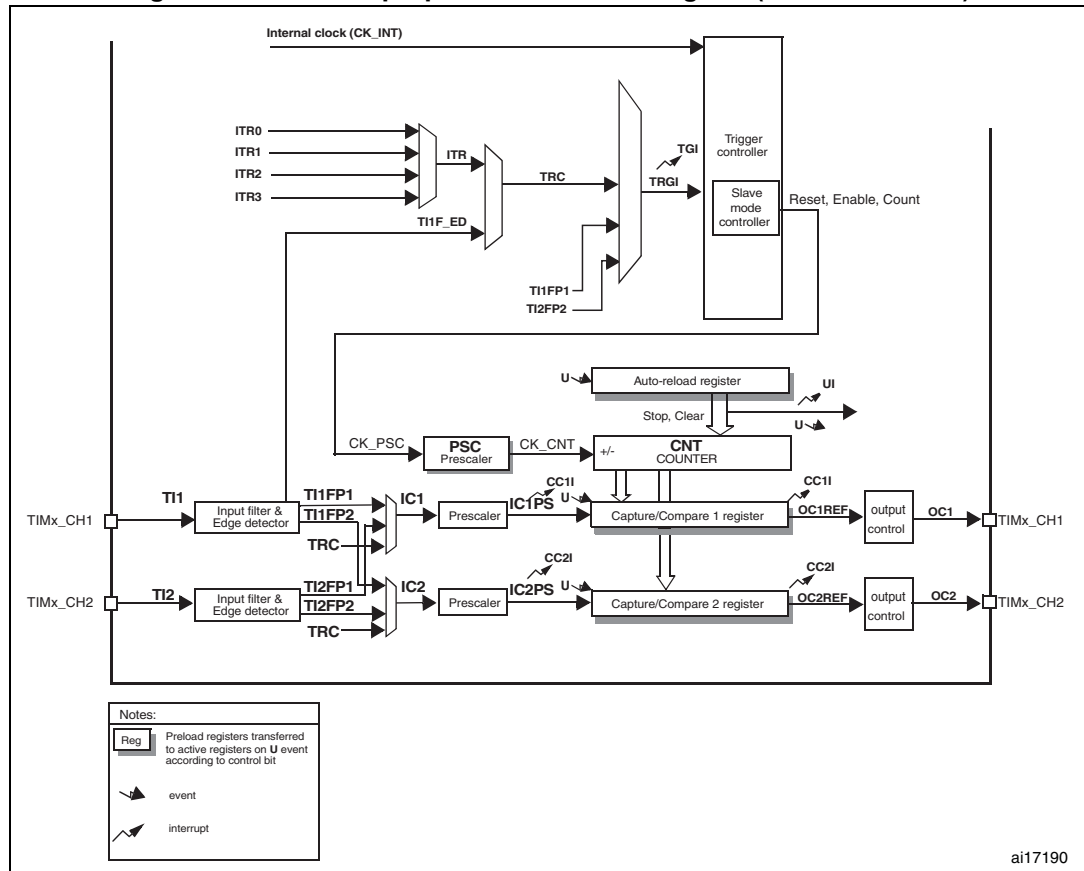 Internal clock (CK_INT)
ITR0
ITR1
ITR2
ITR3
ITR
TI1F_ED
TRC
TGI
TRGI
Trigger
controller
Slave
mode
controller
Reset, Enable, Count
TI1FP1
TI2FP2
U
Auto-reload register
UI
Stop, Clear
U
CK_PSC
PSC
Prescaler
CK_CNT
+/-
CNT
COUNTER
TIMx_CH1
TI1
Input filter &
Edge detector
TI1FP1
TI1FP2
TRC
IC1
Prescaler
CC1I
IC1PS
U
Capture/Compare 1 register
CC1I
OC1REF
output
control
OC1
TIMx_CH1
TIMx_CH2
TI2
Input filter &
Edge detector
TI2FP1
TI2FP2
TRC
IC2
Prescaler
CC2I
IC2PS
U
Capture/Compare 2 register
CC2I
OC2REF
output
control
OC2
TIMx_CH2
Notes:
Reg
Preload registers transferred
to active registers on U event
according to control bit
event
interrupt
ai17190